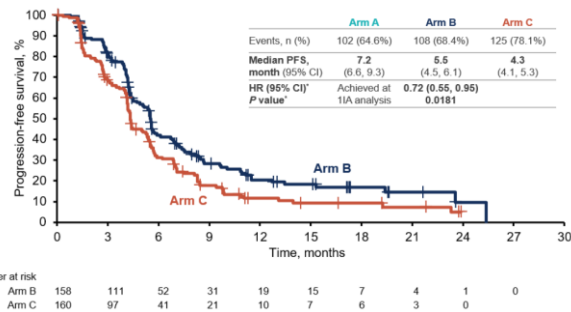 Arm A Arm B Arm C
Events, n (%) 102 (64.6%) 108 (68.4%) 125 (78.1%)
Median PFS, month (95% CI) 7.2 (6.6, 9.3) 5.5 (4.5, 6.1) 4.3 (4.1, 5.3)
HR (95% CI)* Achieved at 0.72 (0.55, 0.95)
P value* 1IA analysis 0.0181
Progression-free survival, %
100
90
80
70
60
50
40
30
20
10
0
Arm B
Arm C
0 3 6 9 12 15 18 21 24 27 30
Time, months
er at risk
Arm B 158 111 52 31 19 15 7 4 1 0
Arm C 160 97 41 21 10 7 6 3 0